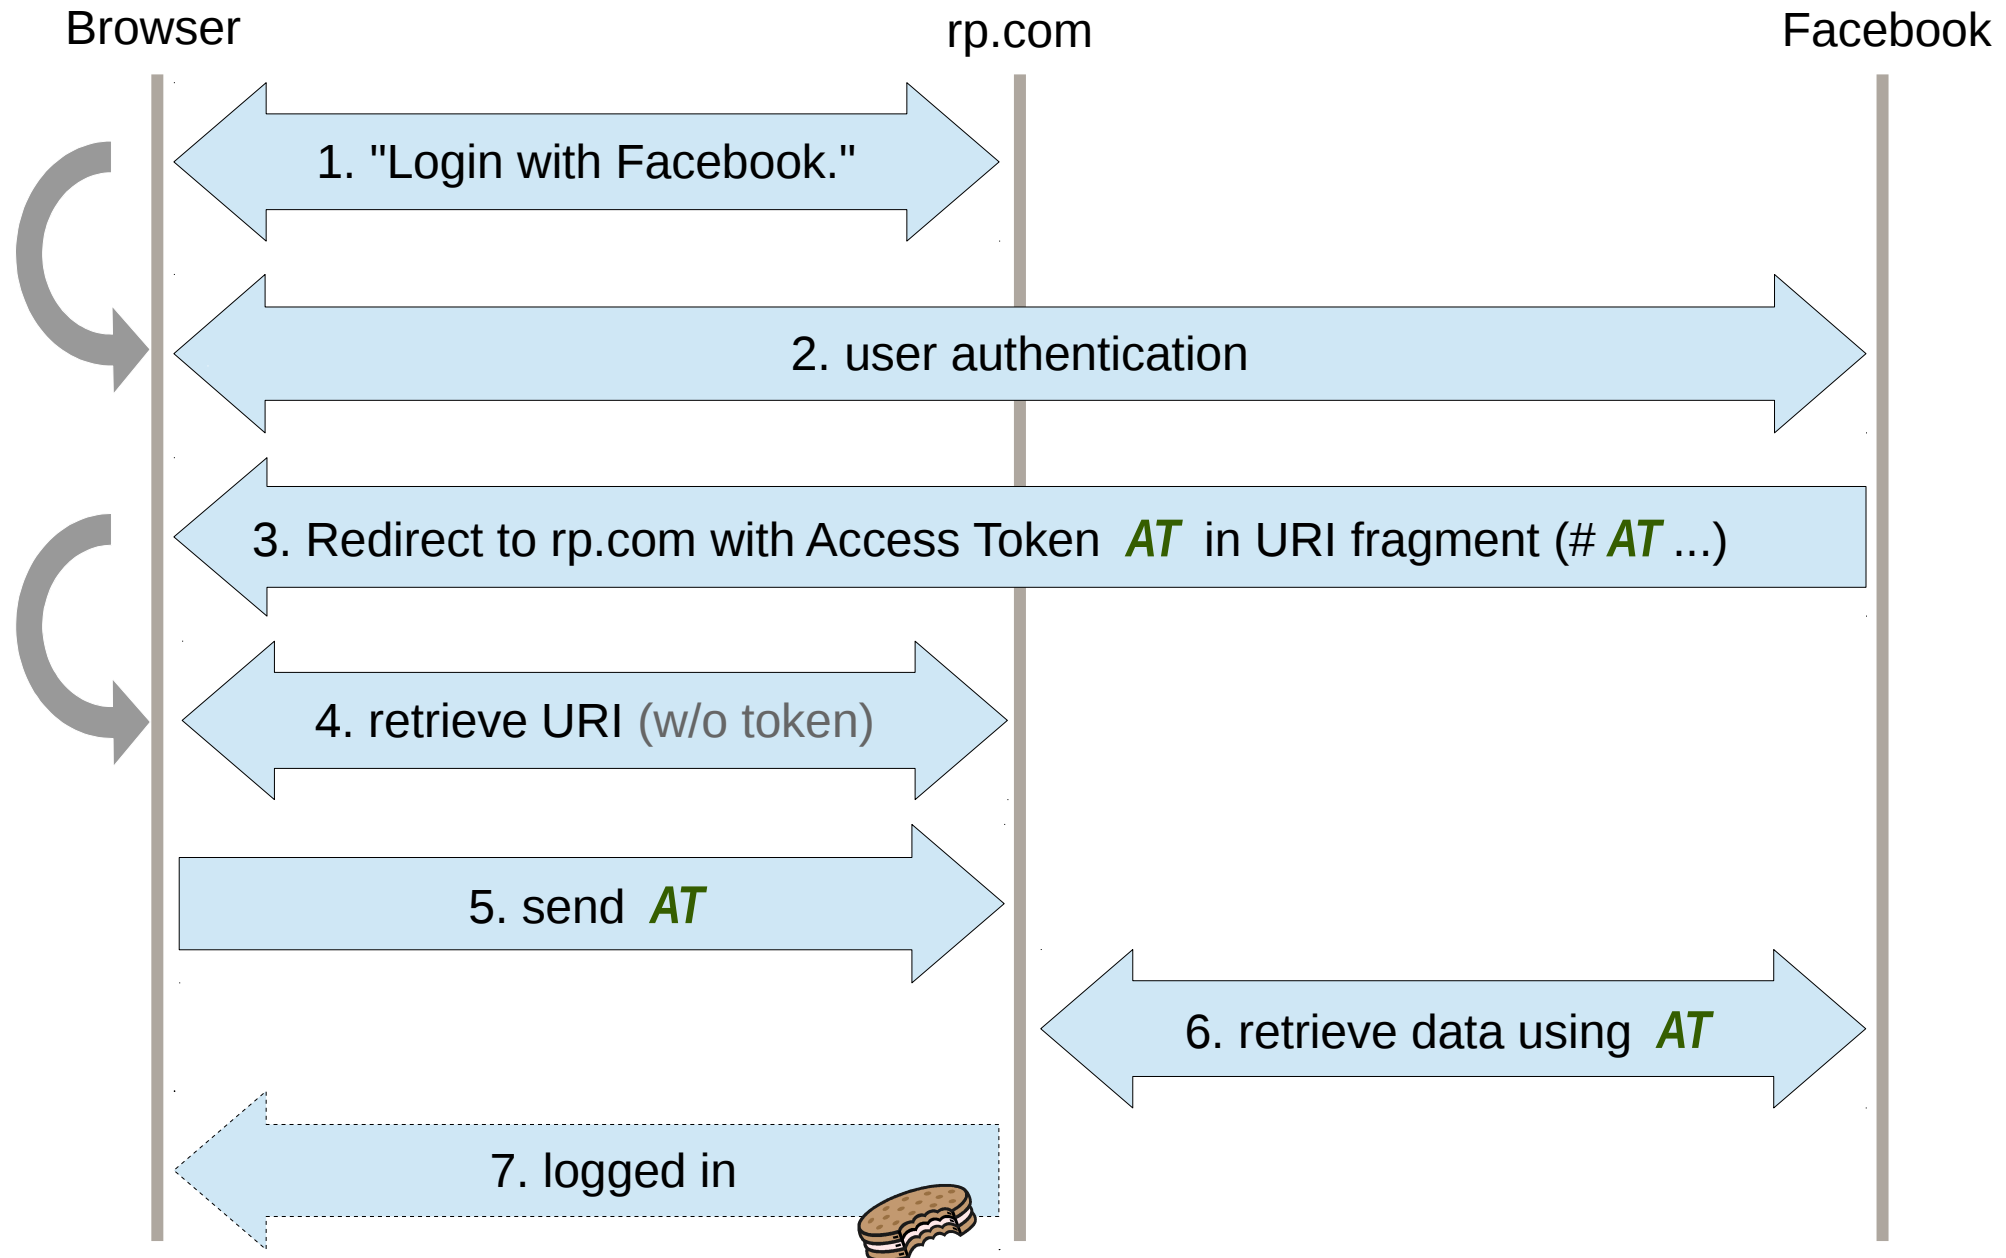 Browser
rp.com
Facebook
1. "Login with Facebook."
2. user authentication
3. Redirect to rp.com with Access Token AT in URI fragment (# AT ...)
4. retrieve URI (w/o token)
5. send AT
6. retrieve data using AT
7. logged in